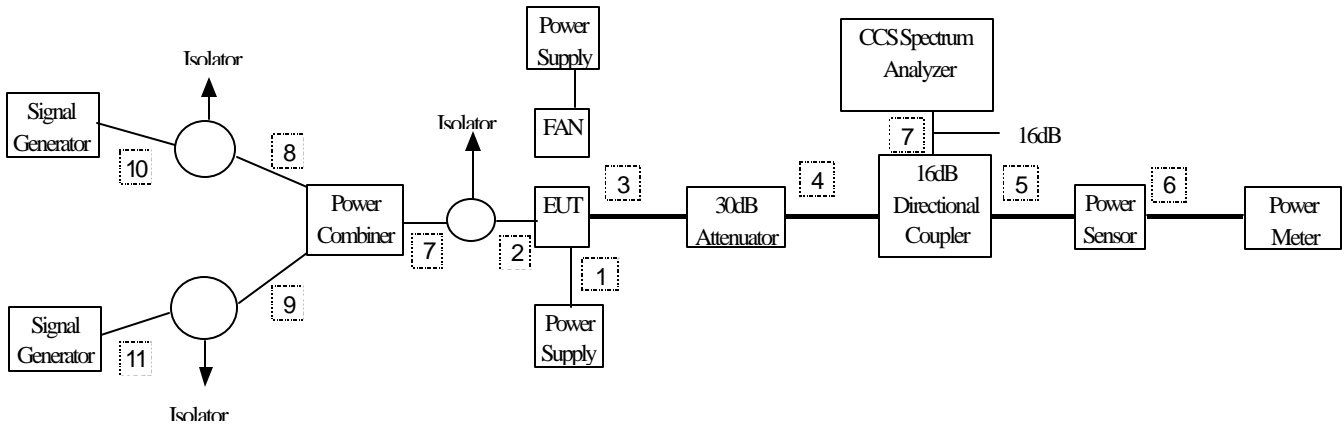 Power
Supply
CCS Spectrum
Analyzer
Isolator
Signal
Generator
FAN
Isolator
7
16dB
10
8
3
4
16dB
Directional
Coupler
5
6
Power
Combiner
EUT
30dB
Attenuator
Power
Sensor
Power
Meter
7
2
1
9
Signal
Generator
11
Power
Supply
Isolator